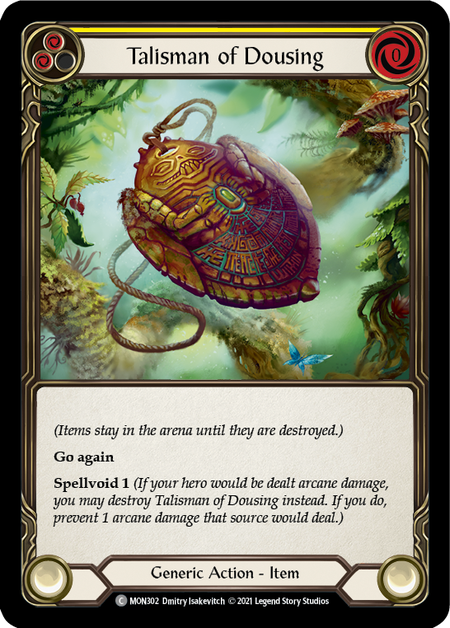 Talisman of Dousing
0
(Items stay in the arena until they are destroyed.)
Go again
Spellvoid 1 (If your hero would be dealt arcane damage,
you may destroy Talisman of Dousing instead. If you do,
prevent 1 arcane damage that source would deal.)
Generic Action - Item
C MON302 Dmitry Isakevitch © 2021 Legend Story Studios